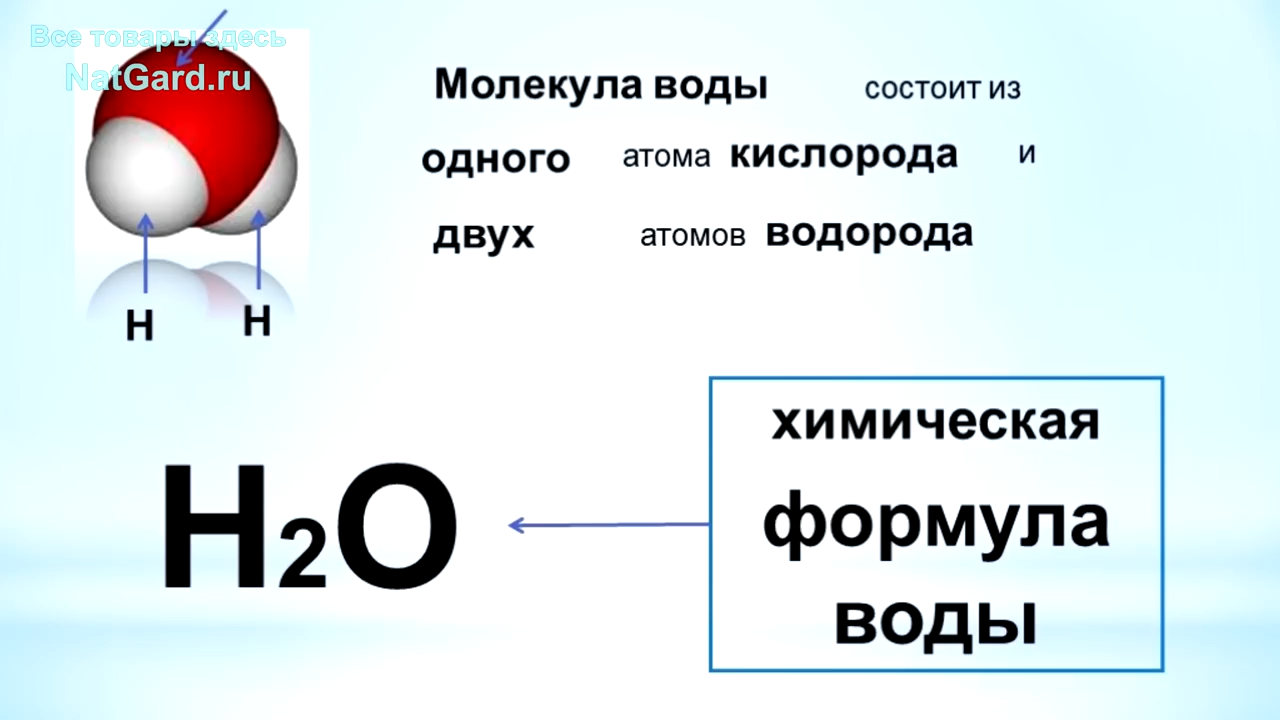 Все товары здесь
NatGard.ru
Молекула воды состоит из
одного атома кислорода и
двух атомов водорода
H H
H2O
химическая
формула
воды